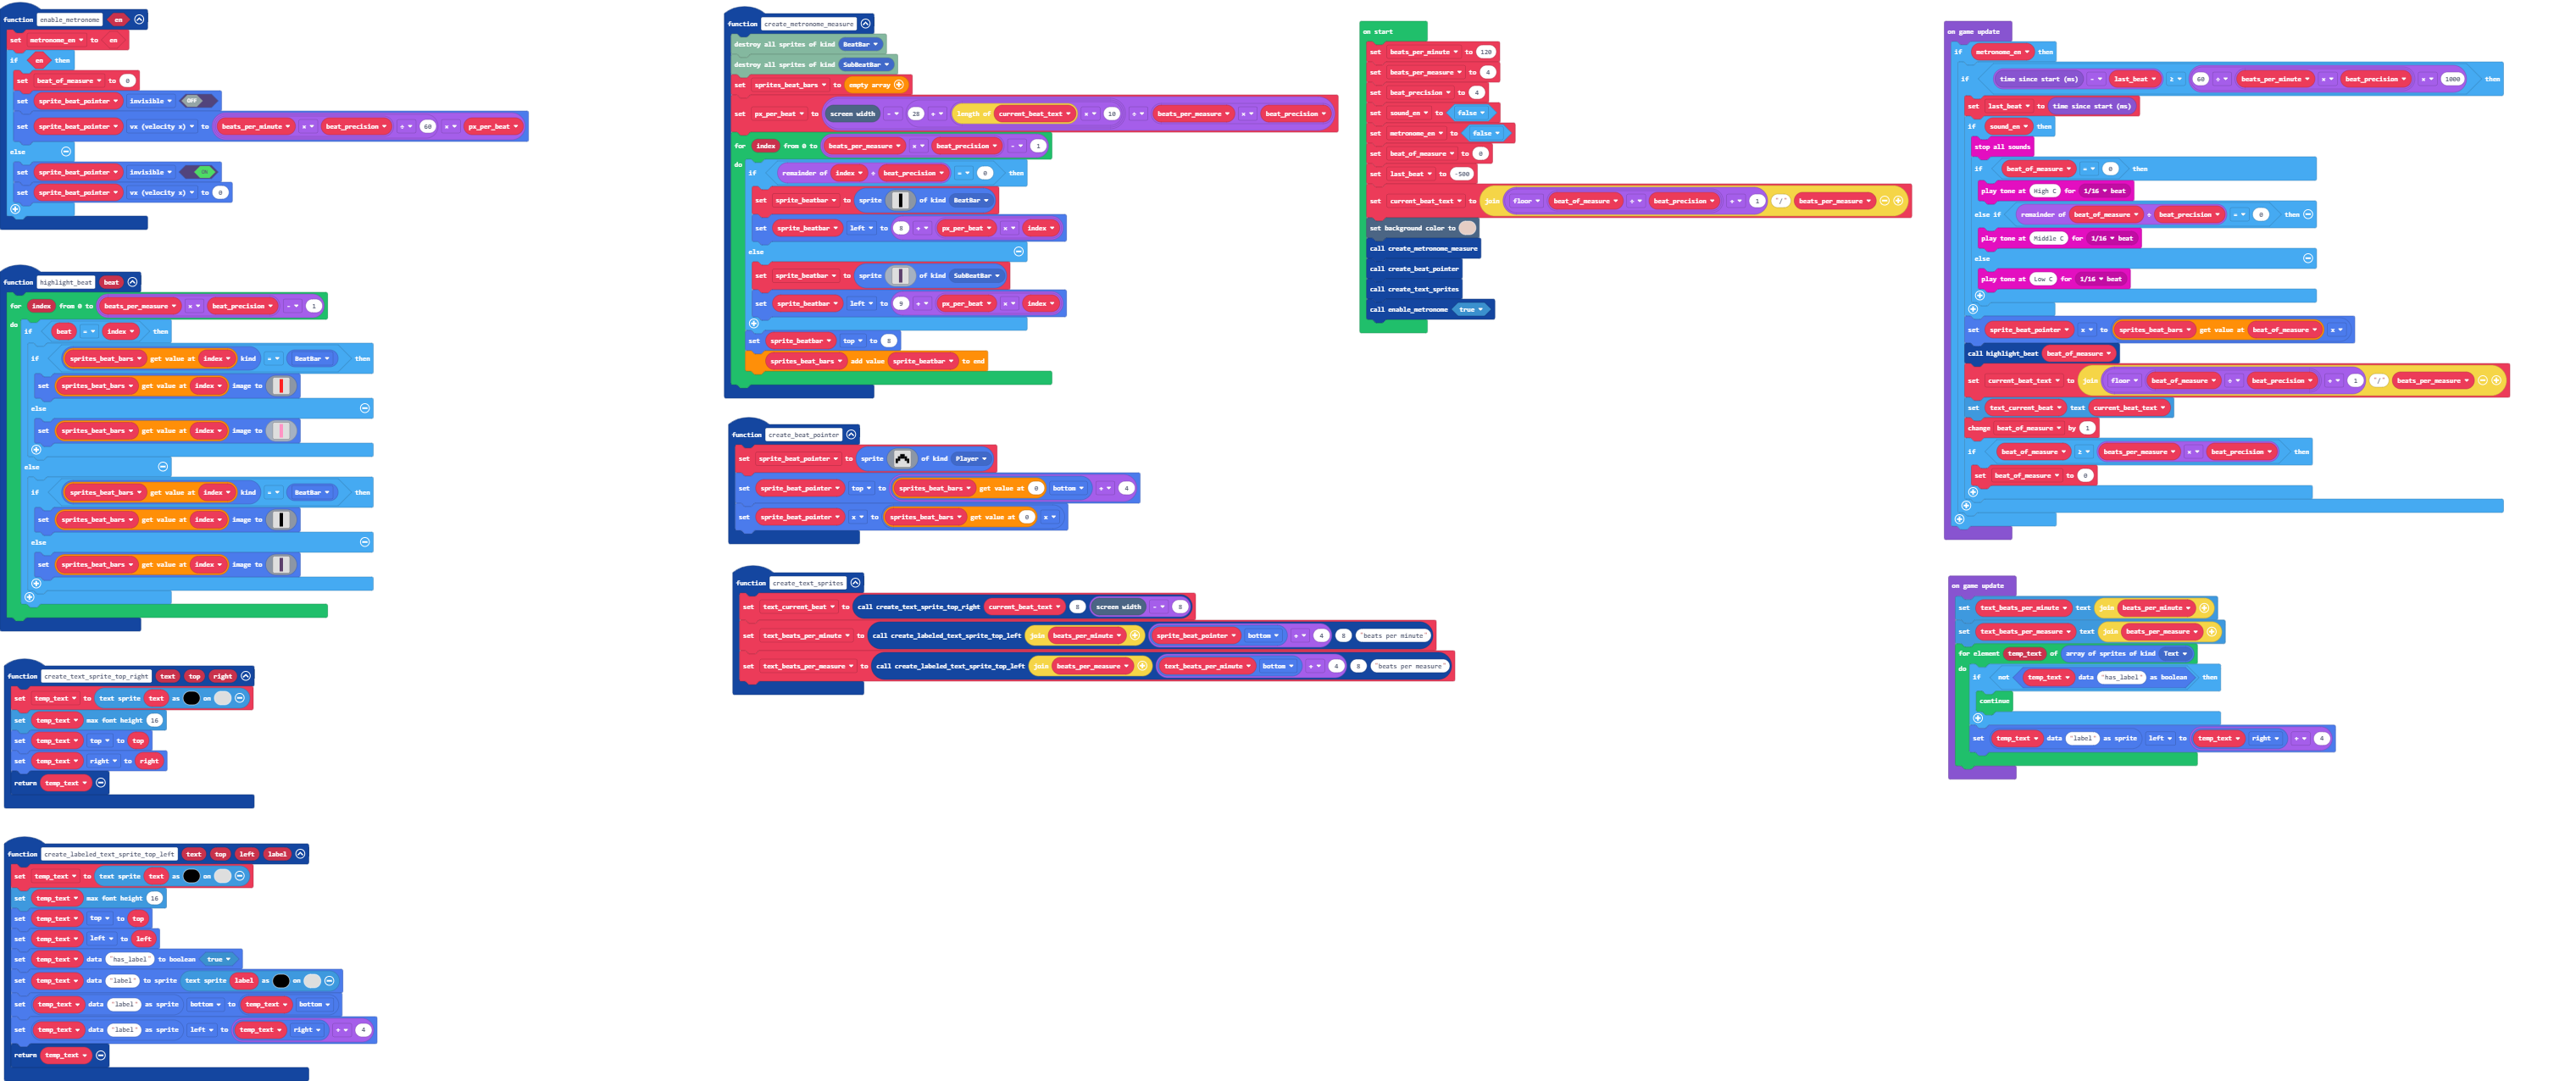 function enable_metronome en
set metronome_en to en
if en then
set beat_of_measure to 0
set sprite_beat_pointer invisible OFF
set sprite_beat_pointer vx (velocity x) to beats_per_minute × beat_precision ÷ 60 × px_per_beat
else
set sprite_beat_pointer invisible ON
set sprite_beat_pointer vx (velocity x) to 0
function highlight_beat beat
for index from 0 to beats_per_measure × beat_precision - 1
do
if beat = index then
if sprites_beat_bars get value at index kind = BeatBar then
set sprites_beat_bars get value at index image to
else
set sprites_beat_bars get value at index image to
else
if sprites_beat_bars get value at index kind = BeatBar then
set sprites_beat_bars get value at index image to
else
set sprites_beat_bars get value at index image to
function create_text_sprite_top_right text top right
set temp_text to text sprite text as on
set temp_text max font height 16
set temp_text top to top
set temp_text right to right
return temp_text
function create_labeled_text_sprite_top_left text top left label
set temp_text to text sprite text as on
set temp_text max font height 16
set temp_text top to top
set temp_text left to left
set temp_text data "has_label" to boolean true
set temp_text data "label" to sprite text sprite label as on
set temp_text data "label" as sprite bottom to temp_text bottom
set temp_text data "label" as sprite left to temp_text right + 4
return temp_text
function create_metronome_measure
destroy all sprites of kind BeatBar
destroy all sprites of kind SubBeatBar
set sprites_beat_bars to empty array
set px_per_beat to screen width - 28 + length of current_beat_text × 10 ÷ beats_per_measure × beat_precision
for index from 0 to beats_per_measure × beat_precision - 1
do
if remainder of index ÷ beat_precision = 0 then
set sprite_beatbar to sprite of kind BeatBar
set sprite_beatbar left to 8 + px_per_beat × index
else
set sprite_beatbar to sprite of kind SubBeatBar
set sprite_beatbar left to 9 + px_per_beat × index
set sprite_beatbar top to 8
sprites_beat_bars add value sprite_beatbar to end
function create_beat_pointer
set sprite_beat_pointer to sprite of kind Player
set sprite_beat_pointer top to sprites_beat_bars get value at 0 bottom + 4
set sprite_beat_pointer x to sprites_beat_bars get value at 0 x
function create_text_sprites
set text_current_beat to call create_text_sprite_top_right current_beat_text 8 screen width - 8
set text_beats_per_minute to call create_labeled_text_sprite_top_left join beats_per_minute sprite_beat_pointer bottom + 4 8 "beats per minute"
set text_beats_per_measure to call create_labeled_text_sprite_top_left join beats_per_measure text_beats_per_minute bottom + 4 8 "beats per measure"
on start
set beats_per_minute to 120
set beats_per_measure to 4
set beat_precision to 4
set sound_en to false
set metronome_en to false
set beat_of_measure to 0
set last_beat to -500
set current_beat_text to join floor beat_of_measure ÷ beat_precision + 1 "/" beats_per_measure
set background color to
call create_metronome_measure
call create_beat_pointer
call create_text_sprites
call enable_metronome true
on game update
if metronome_en then
if time since start (ms) - last_beat ≥ 60 ÷ beats_per_minute × beat_precision × 1000 then
set last_beat to time since start (ms)
if sound_en then
stop all sounds
if beat_of_measure = 0 then
play tone at High C for 1/16 beat
else if remainder of beat_of_measure ÷ beat_precision = 0 then
play tone at Middle C for 1/16 beat
else
play tone at Low C for 1/16 beat
set sprite_beat_pointer x to sprites_beat_bars get value at beat_of_measure x
call highlight_beat beat_of_measure
set current_beat_text to join floor beat_of_measure ÷ beat_precision + 1 "/" beats_per_measure
set text_current_beat text current_beat_text
change beat_of_measure by 1
if beat_of_measure ≥ beats_per_measure × beat_precision then
set beat_of_measure to 0
on game update
set text_beats_per_minute text join beats_per_minute
set text_beats_per_measure text join beats_per_measure
for element temp_text of array of sprites of kind Text
do
if not temp_text data "has_label" as boolean then
continue
set temp_text data "label" as sprite left to temp_text right + 4